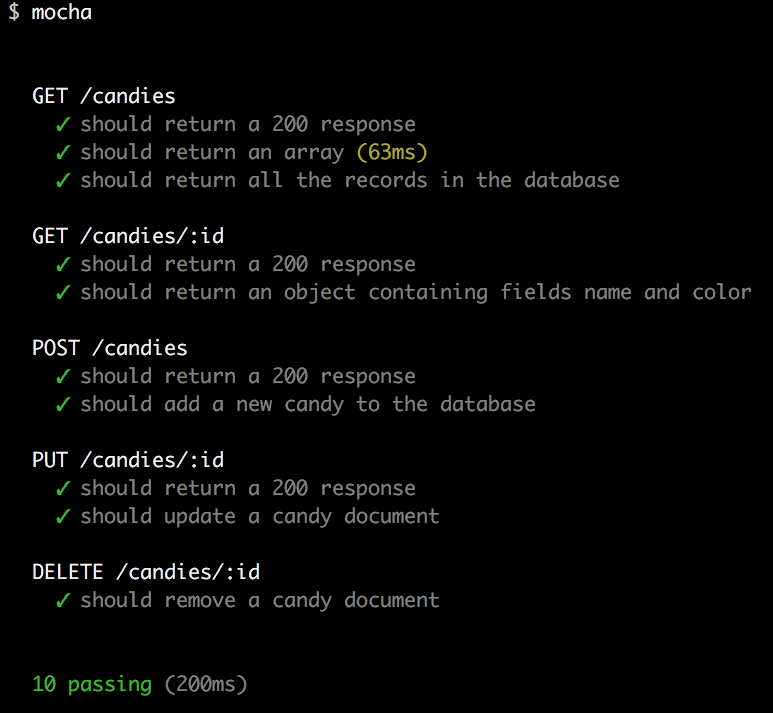 $ mocha
GET /candies
✓ should return a 200 response
✓ should return an array (63ms)
✓ should return all the records in the database
GET /candies/:id
✓ should return a 200 response
✓ should return an object containing fields name and color
POST /candies
✓ should return a 200 response
✓ should add a new candy to the database
PUT /candies/:id
✓ should return a 200 response
✓ should update a candy document
DELETE /candies/:id
✓ should remove a candy document
10 passing (200ms)